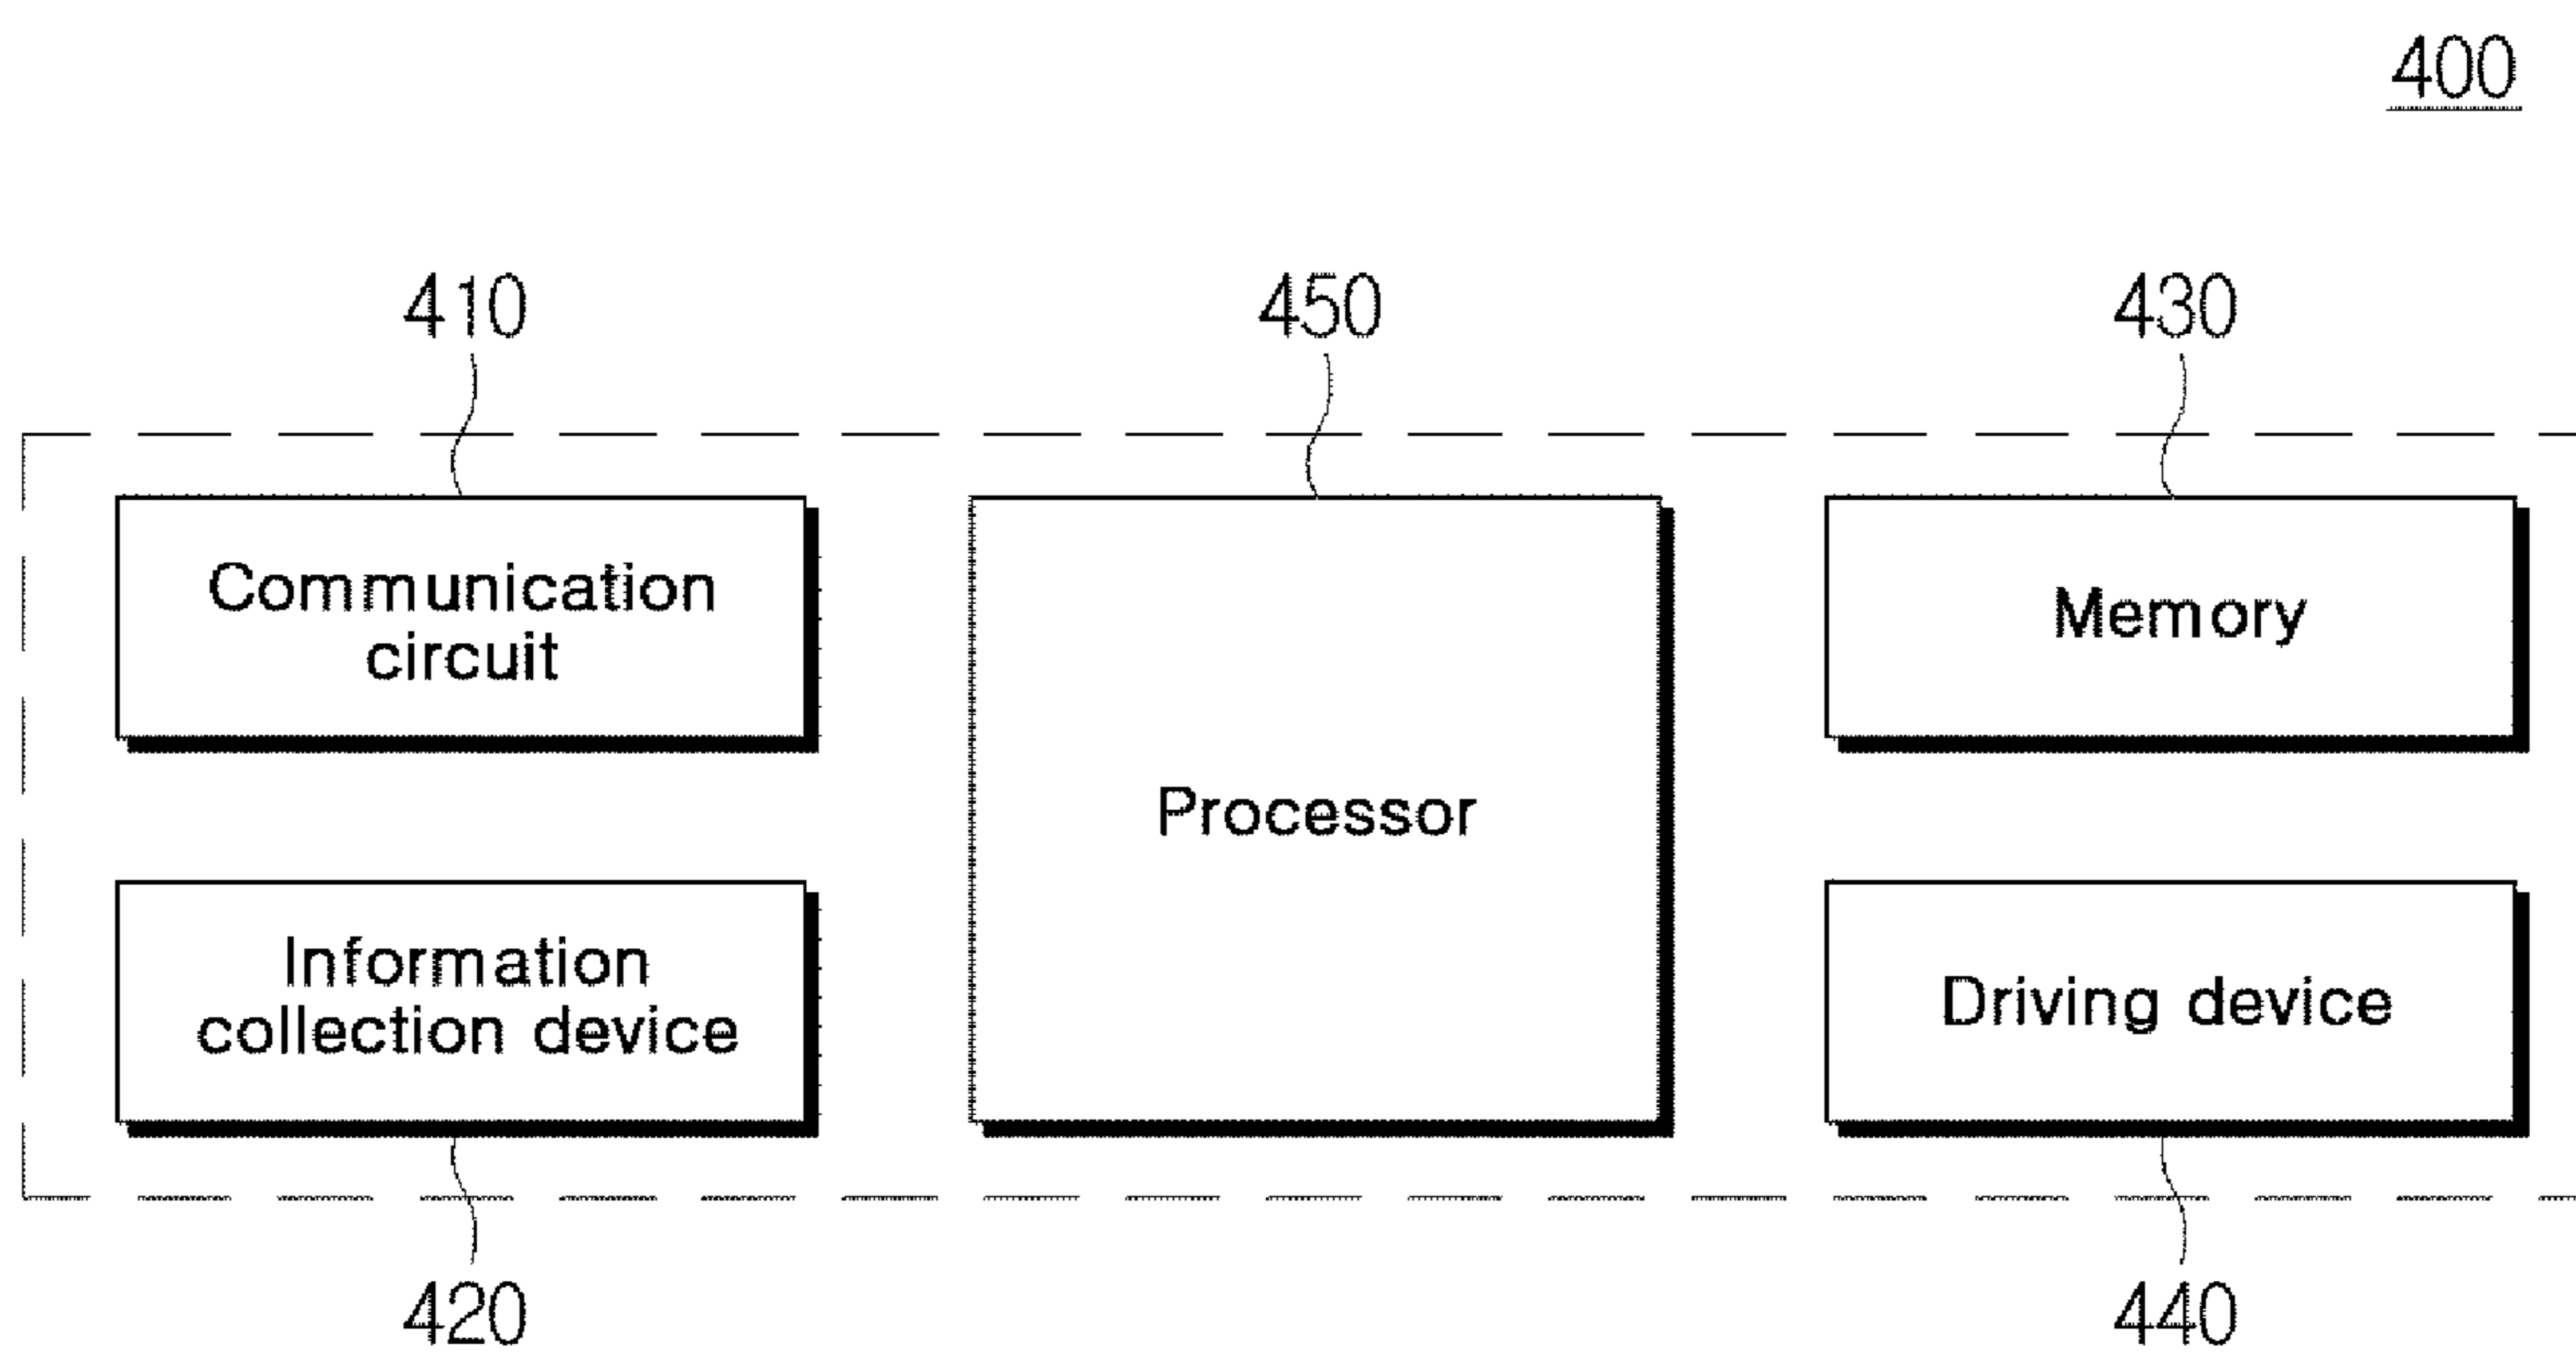 400
410
450
430
Communication
circuit
Memory
Processor
Information
collection device
Driving device
420
440